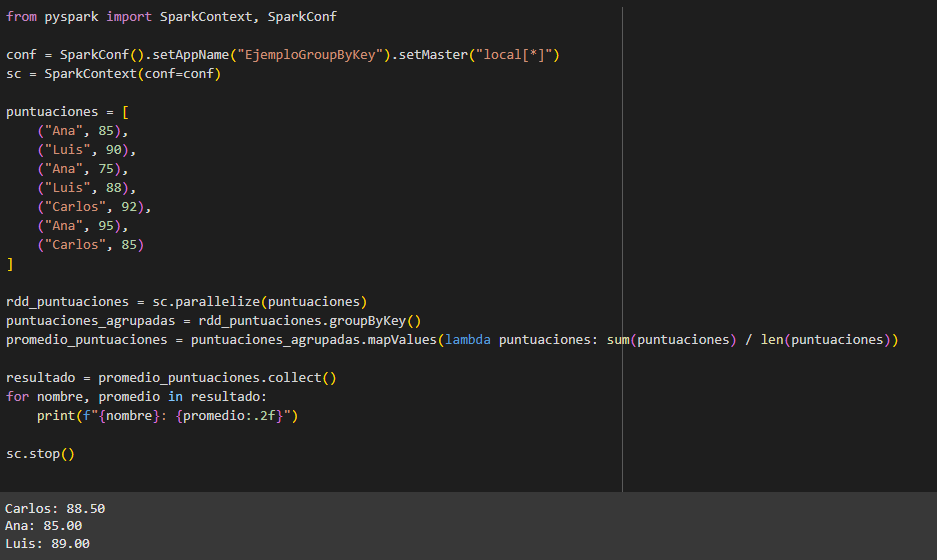 from pyspark import SparkContext, SparkConf
conf = SparkConf().setAppName("EjemploGroupByKey").setMaster("local[*]")
sc = SparkContext(conf=conf)
puntuaciones = [
    ("Ana", 85),
    ("Luis", 90),
    ("Ana", 75),
    ("Luis", 88),
    ("Carlos", 92),
    ("Ana", 95),
    ("Carlos", 85)
]
rdd_puntuaciones = sc.parallelize(puntuaciones)
puntuaciones_agrupadas = rdd_puntuaciones.groupByKey()
promedio_puntuaciones = puntuaciones_agrupadas.mapValues(lambda puntuaciones: sum(puntuaciones) / len(puntuaciones))
resultado = promedio_puntuaciones.collect()
for nombre, promedio in resultado:
    print(f"{nombre}: {promedio:.2f}")
sc.stop()
Carlos: 88.50
Ana: 85.00
Luis: 89.00